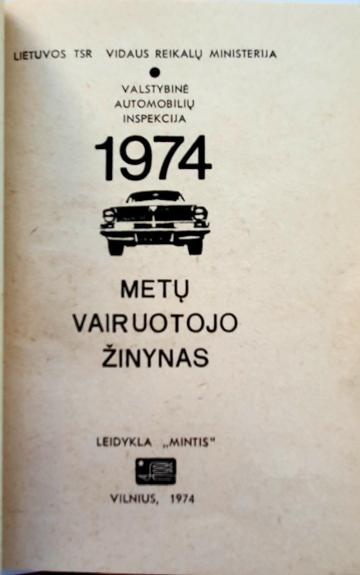 LIETUVOS TSR VIDAUS REIKALŲ MINISTERIJA
VALSTYBINĖ
AUTOMOBILIŲ
INSPEKCIJA
1974
METŲ
VAIRUOTOJO
ŽINYNAS
LEIDYKLA „MINTIS"
VILNIUS, 1974